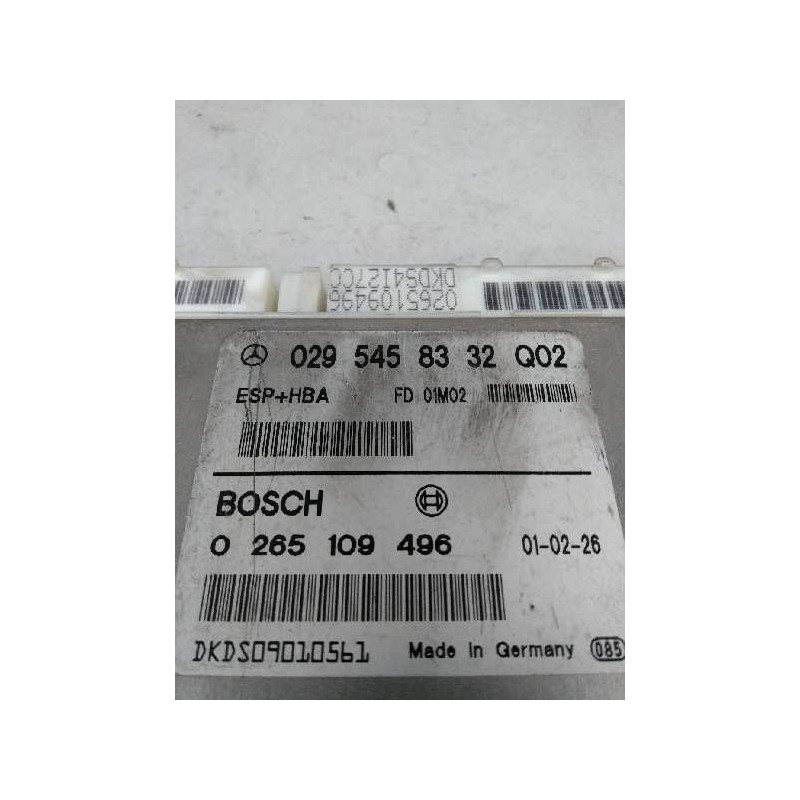 DKDS4127CC
0265109496
029 545 83 32 Q02
ESP+HBA FD 01M02
BOSCH
0 265 109 496 01-02-26
DKDS09010561 Made in Germany 085